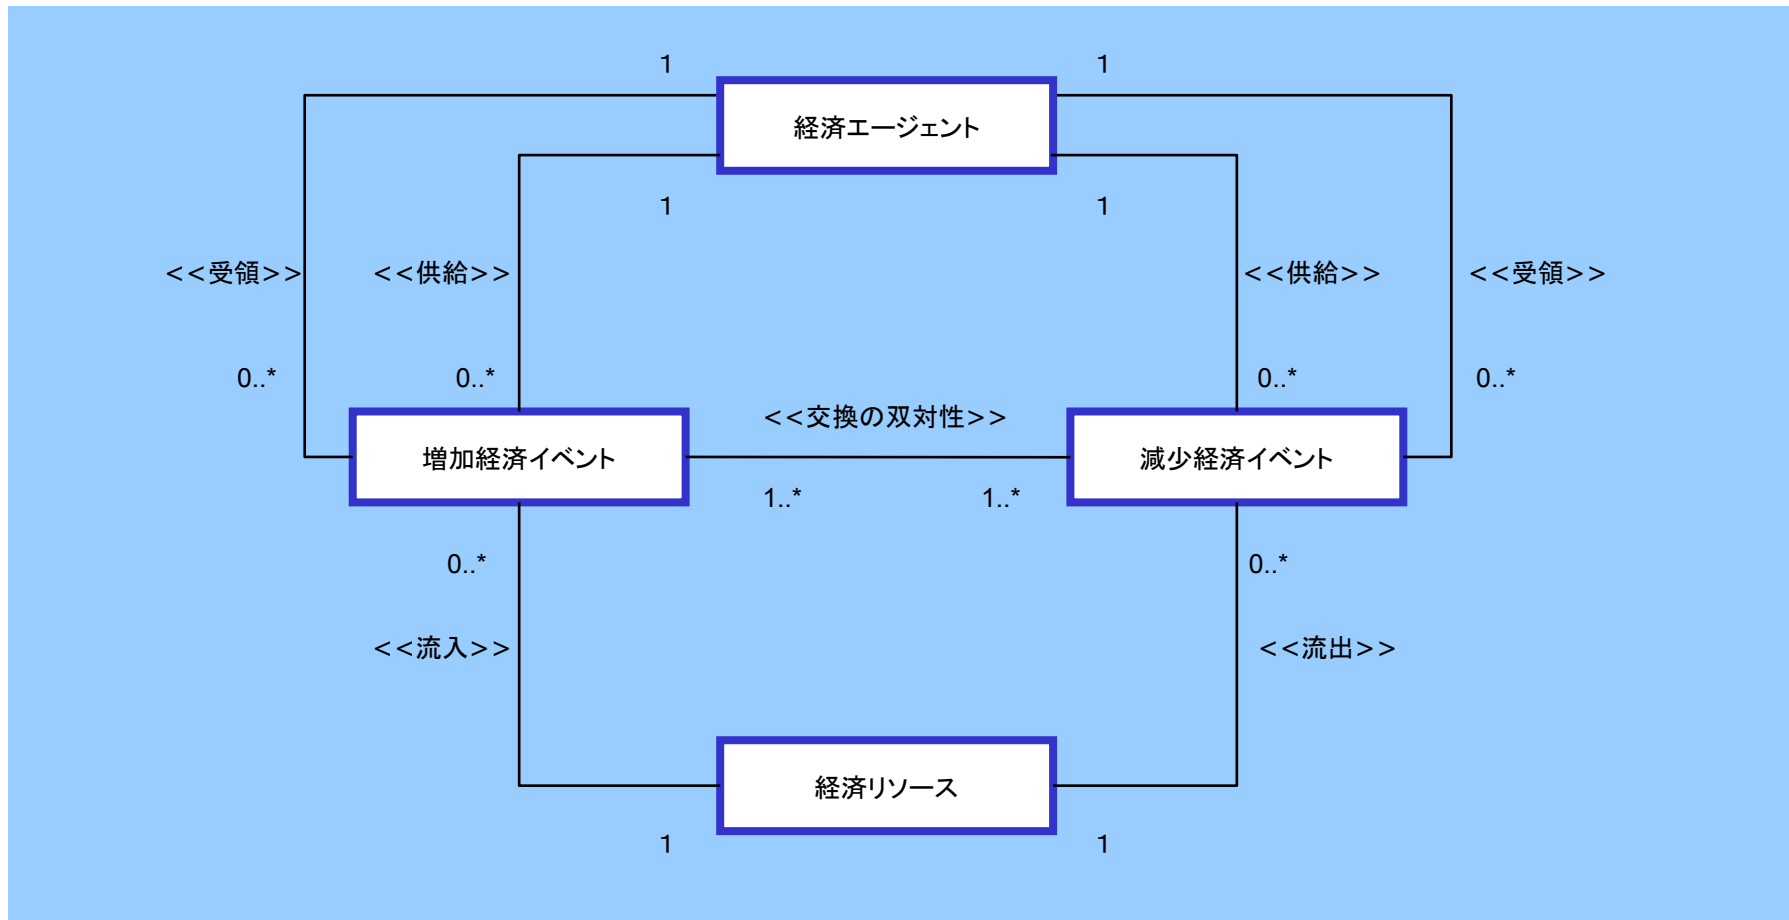 1
1
経済エージェント
1
1
<<受領>>
<<供給>>
<<供給>>
<<受領>>
0..*
0..*
0..*
0..*
<<交換の双対性>>
増加経済イベント
減少経済イベント
1..*
1..*
0..*
0..*
<<流入>>
<<流出>>
経済リソース
1
1